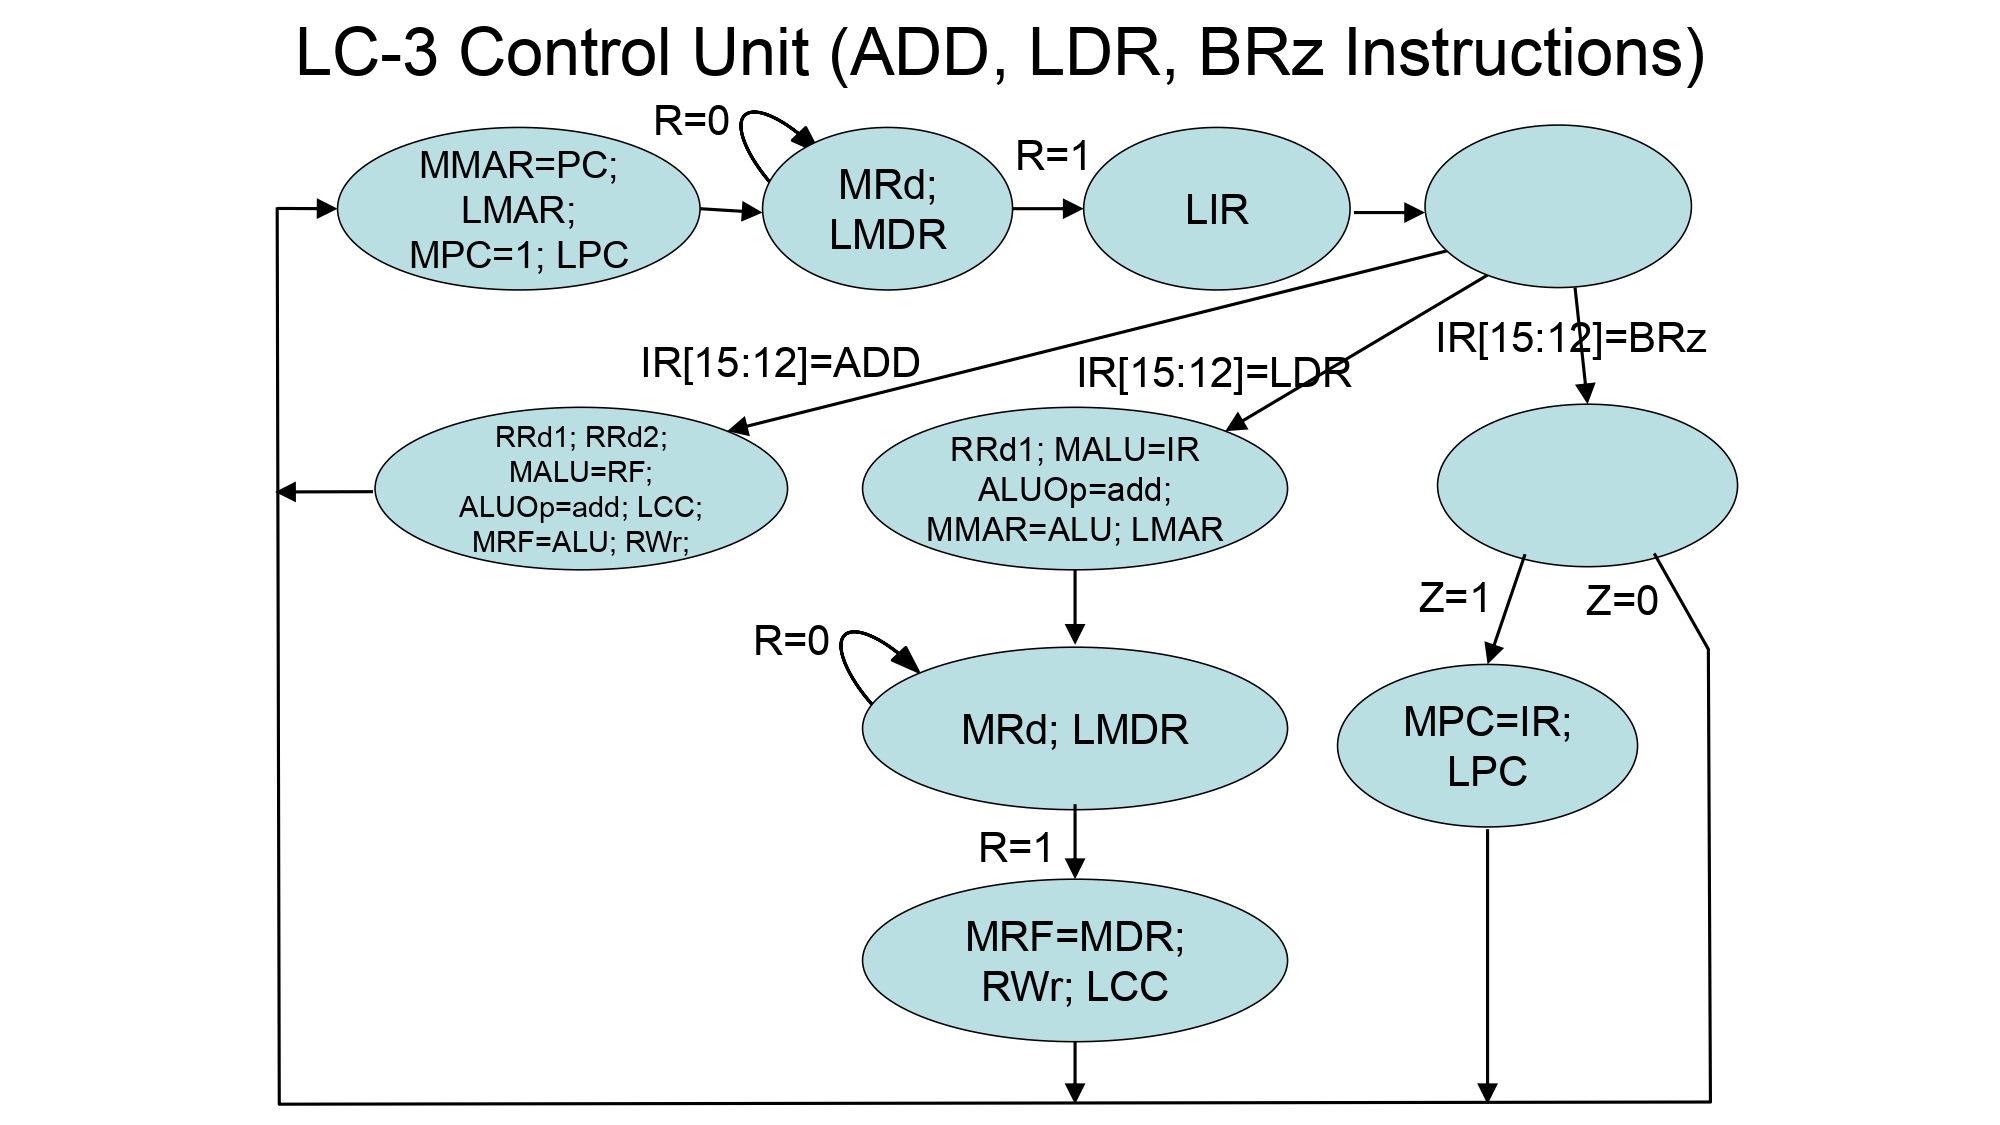 LC-3 Control Unit (ADD, LDR, BRz Instructions)
R=0
MMAR=PC;
LMAR;
MPC=1; LPC
MRd;
LMDR
R=1
LIR
IR[15:12]=ADD
IR[15:12]=LDR
IR[15:12]=BRz
RRd1; RRd2;
MALU=RF;
ALUOp=add; LCC;
MRF=ALU; RWr;
RRd1; MALU=IR
ALUOp=add;
MMAR=ALU; LMAR
Z=1
Z=0
R=0
MRd; LMDR
MPC=IR;
LPC
R=1
MRF=MDR;
RWr; LCC